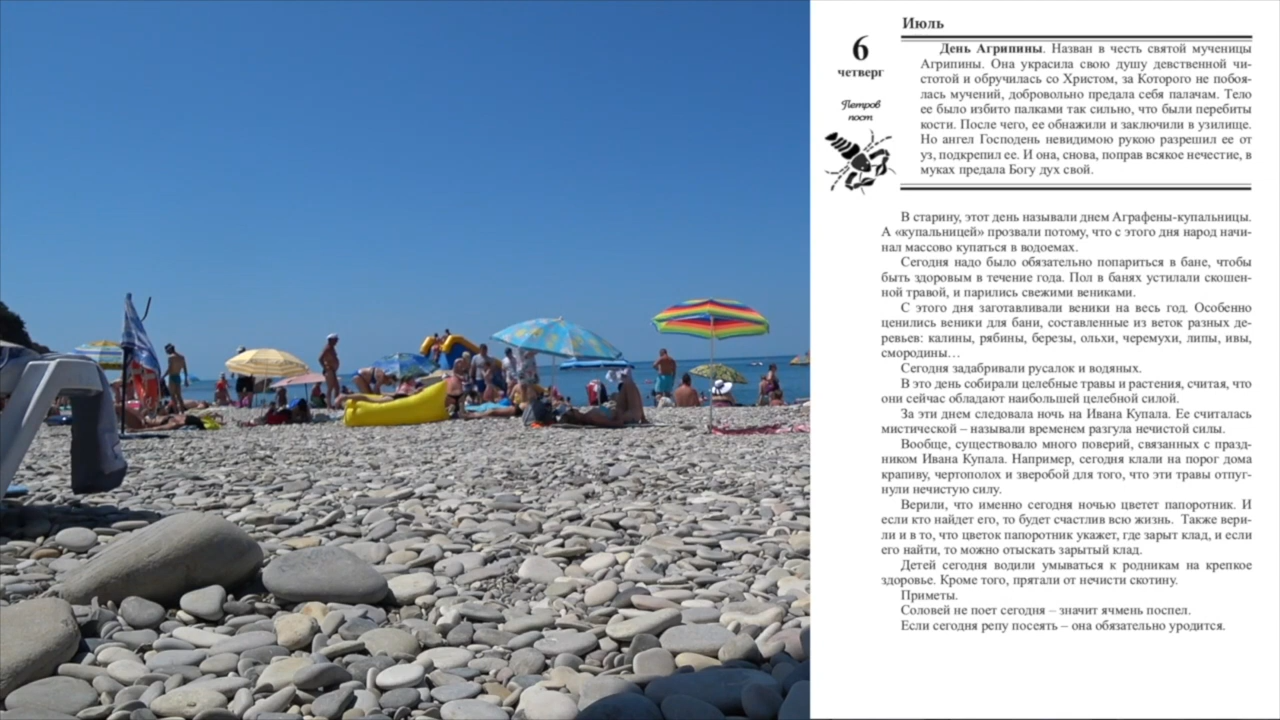 Июль
6
четверг
Петров
пост
День Агрипины. Назван в честь святой мученицы
Агрипины. Она украсила свою душу девственной чи-
стотой и обручилась со Христом, за Которого не побоя-
лась мучений, добровольно предала себя палачам. Тело
ее было избито палками так сильно, что были перебиты
кости. После чего, ее обнажили и заключили в узилище.
Но ангел Господень невидимою рукою разрешил ее от
уз, подкрепил ее. И она, снова, поправ всякое нечестие, в
муках предала Богу дух свой.
В старину, этот день называли днем Аграфены-купальницы.
А «купальницей» прозвали потому, что с этого дня народ начи-
нал массово купаться в водоемах.
Сегодня надо было обязательно попариться в бане, чтобы
быть здоровым в течение года. Пол в банях устилали скошен-
ной травой, и парились свежими вениками.
С этого дня заготавливали веники на весь год. Особенно
ценились веники для бани, составленные из веток разных де-
ревьев: калины, рябины, березы, ольхи, черемухи, липы, ивы,
смородины…
Сегодня задабривали русалок и водяных.
В это день собирали целебные травы и растения, считая, что
они сейчас обладают наибольшей целебной силой.
За эти днем следовала ночь на Ивана Купала. Ее считалась
мистической – называли временем разгула нечистой силы.
Вообще, существовало много поверий, связанных с празд-
ником Ивана Купала. Например, сегодня клали на порог дома
крапиву, чертополох и зверобой для того, что эти травы отпуг-
нули нечистую силу.
Верили, что именно сегодня ночью цветет папоротник. И
если кто найдет его, то будет счастлив всю жизнь. Также вери-
ли и в то, что цветок папоротник укажет, где зарыт клад, и если
его найти, то можно отыскать зарытый клад.
Детей сегодня водили умываться к родникам на крепкое
здоровье. Кроме того, прятали от нечисти скотину.
Приметы.
Соловей не поет сегодня – значит ячмень поспел.
Если сегодня репу посеять – она обязательно уродится.